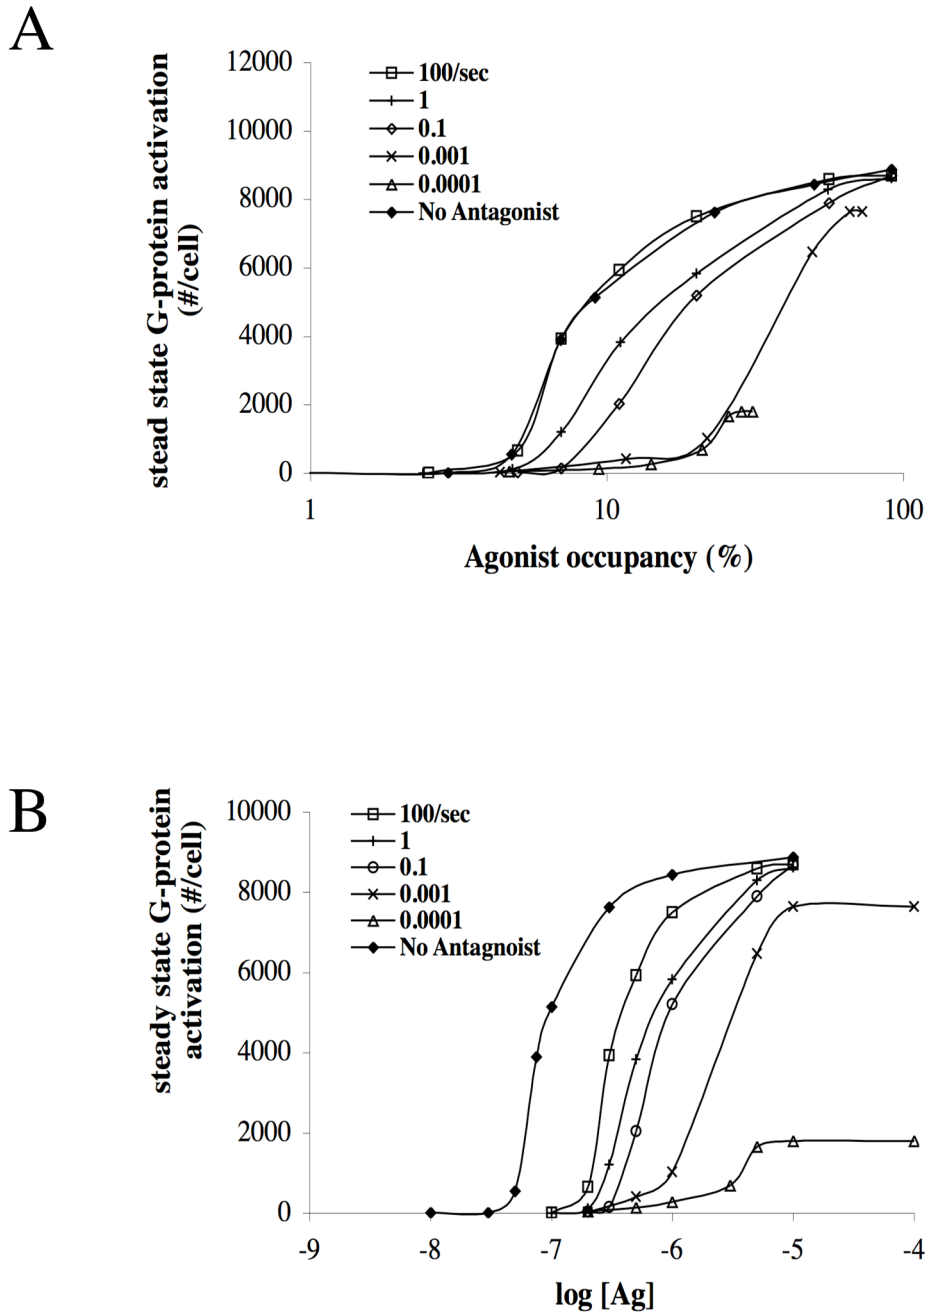 A
stead state G-protein activation
(#/cell)
12000
10000
8000
6000
4000
2000
0
100/sec
1
0.1
0.001
0.0001
No Antagonist
1
10
100
Agonist occupancy (%)
B
steady state G-protein
activation (#/cell)
10000
8000
6000
4000
2000
0
100/sec
1
0.1
0.001
0.0001
No Antagnoist
-9
-8
-7
-6
-5
-4
log [Ag]